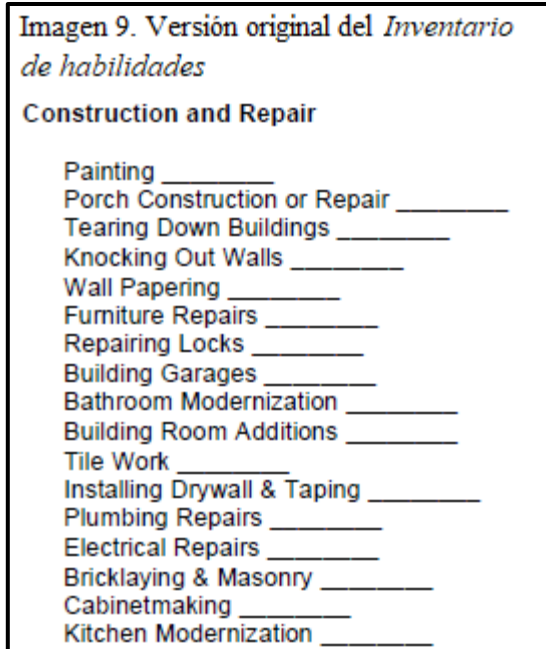 Imagen 9. Versión original del Inventario
de habilidades
Construction and Repair
Painting ________
Porch Construction or Repair ________
Tearing Down Buildings ________
Knocking Out Walls ________
Wall Papering ________
Furniture Repairs ________
Repairing Locks ________
Building Garages ________
Bathroom Modernization ________
Building Room Additions ________
Tile Work ________
Installing Drywall & Taping ________
Plumbing Repairs ________
Electrical Repairs ________
Bricklaying & Masonry ________
Cabinetmaking ________
Kitchen Modernization ________